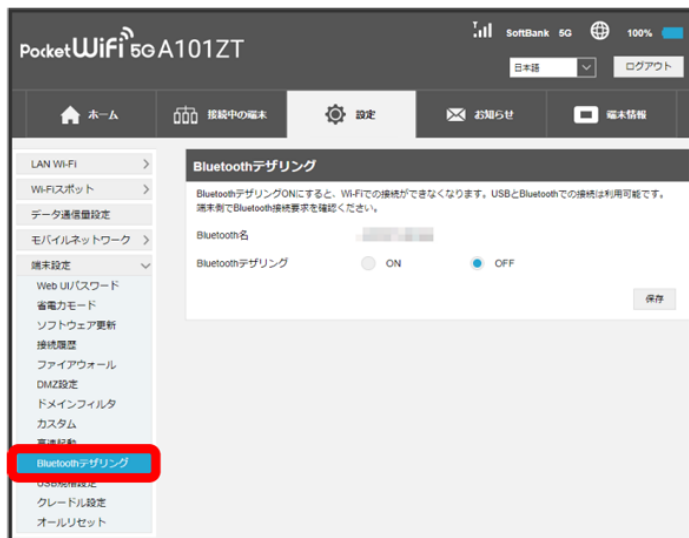 SoftBank 5G 100%
PocketWiFi 5G A101ZT
日本語 ログアウト
ホーム 接続中の端末 設定 お知らせ 端末情報
LAN Wi-Fi
Wi-Fiスポット
データ通信量設定
モバイルネットワーク
端末設定
Web UIパスワード
省電力モード
ソフトウェア更新
接続履歴
ファイアウォール
DMZ設定
ドメインフィルタ
カスタム
高速起動
Bluetoothテザリング
USB規格設定
クレードル設定
オールリセット
Bluetoothテザリング
BluetoothテザリングONにすると、Wi-Fiでの接続ができなくなります。USBとBluetoothでの接続は利用可能です。
端末側でBluetooth接続要求を確認ください。
Bluetooth名
Bluetoothテザリング ON OFF
保存